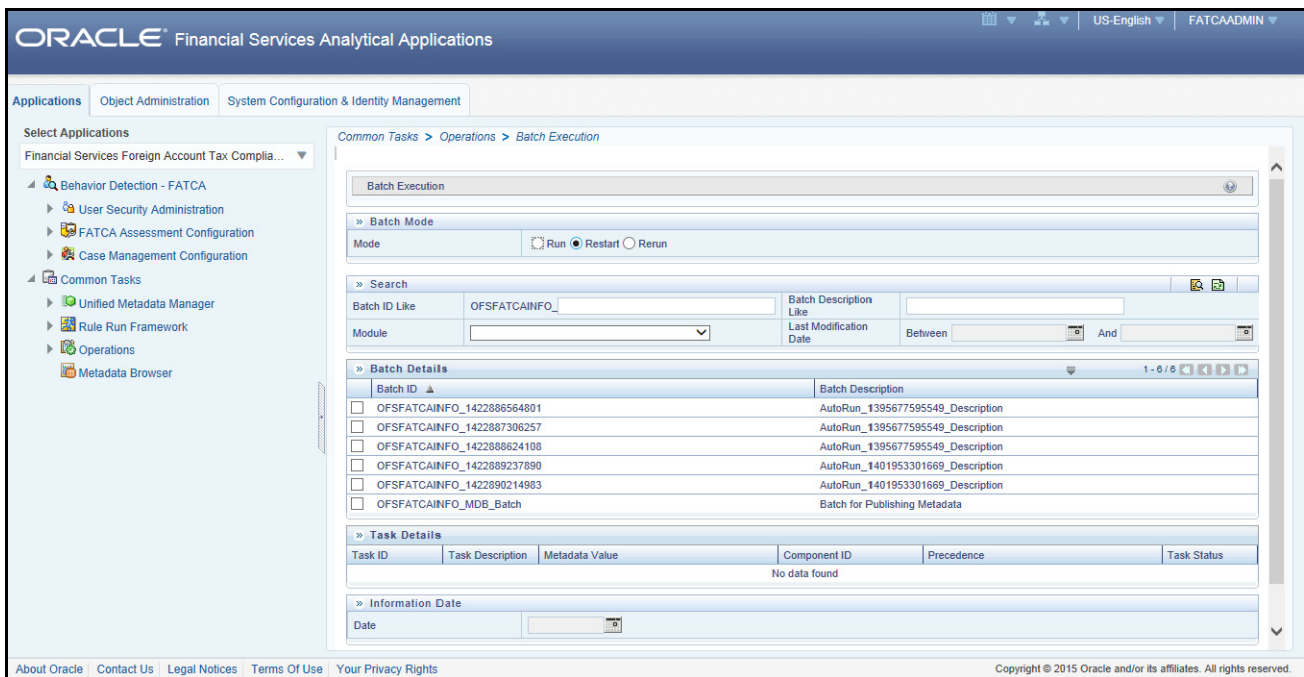 US-English FATCAADMIN
ORACLE® Financial Services Analytical Applications
Applications Object Administration System Configuration & Identity Management
Select Applications
Financial Services Foreign Account Tax Complia...
Behavior Detection - FATCA
User Security Administration
FATCA Assessment Configuration
Case Management Configuration
Common Tasks
Unified Metadata Manager
Rule Run Framework
Operations
Metadata Browser
Common Tasks > Operations > Batch Execution
Batch Execution
» Batch Mode
Mode Run Restart Rerun
» Search
Batch ID Like OFSFATCAINFO_ Batch Description Like
Module Last Modification Date Between And
» Batch Details 1 - 6 / 6
Batch ID Batch Description
OFSFATCAINFO_1422886564801 AutoRun_1395677595549_Description
OFSFATCAINFO_1422887306257 AutoRun_1395677595549_Description
OFSFATCAINFO_1422888624108 AutoRun_1395677595549_Description
OFSFATCAINFO_1422889237890 AutoRun_1401953301669_Description
OFSFATCAINFO_1422890214983 AutoRun_1401953301669_Description
OFSFATCAINFO_MDB_Batch Batch for Publishing Metadata
» Task Details
Task ID Task Description Metadata Value Component ID Precedence Task Status
No data found
» Information Date
Date
About Oracle Contact Us Legal Notices Terms Of Use Your Privacy Rights Copyright © 2015 Oracle and/or its affiliates. All rights reserved.